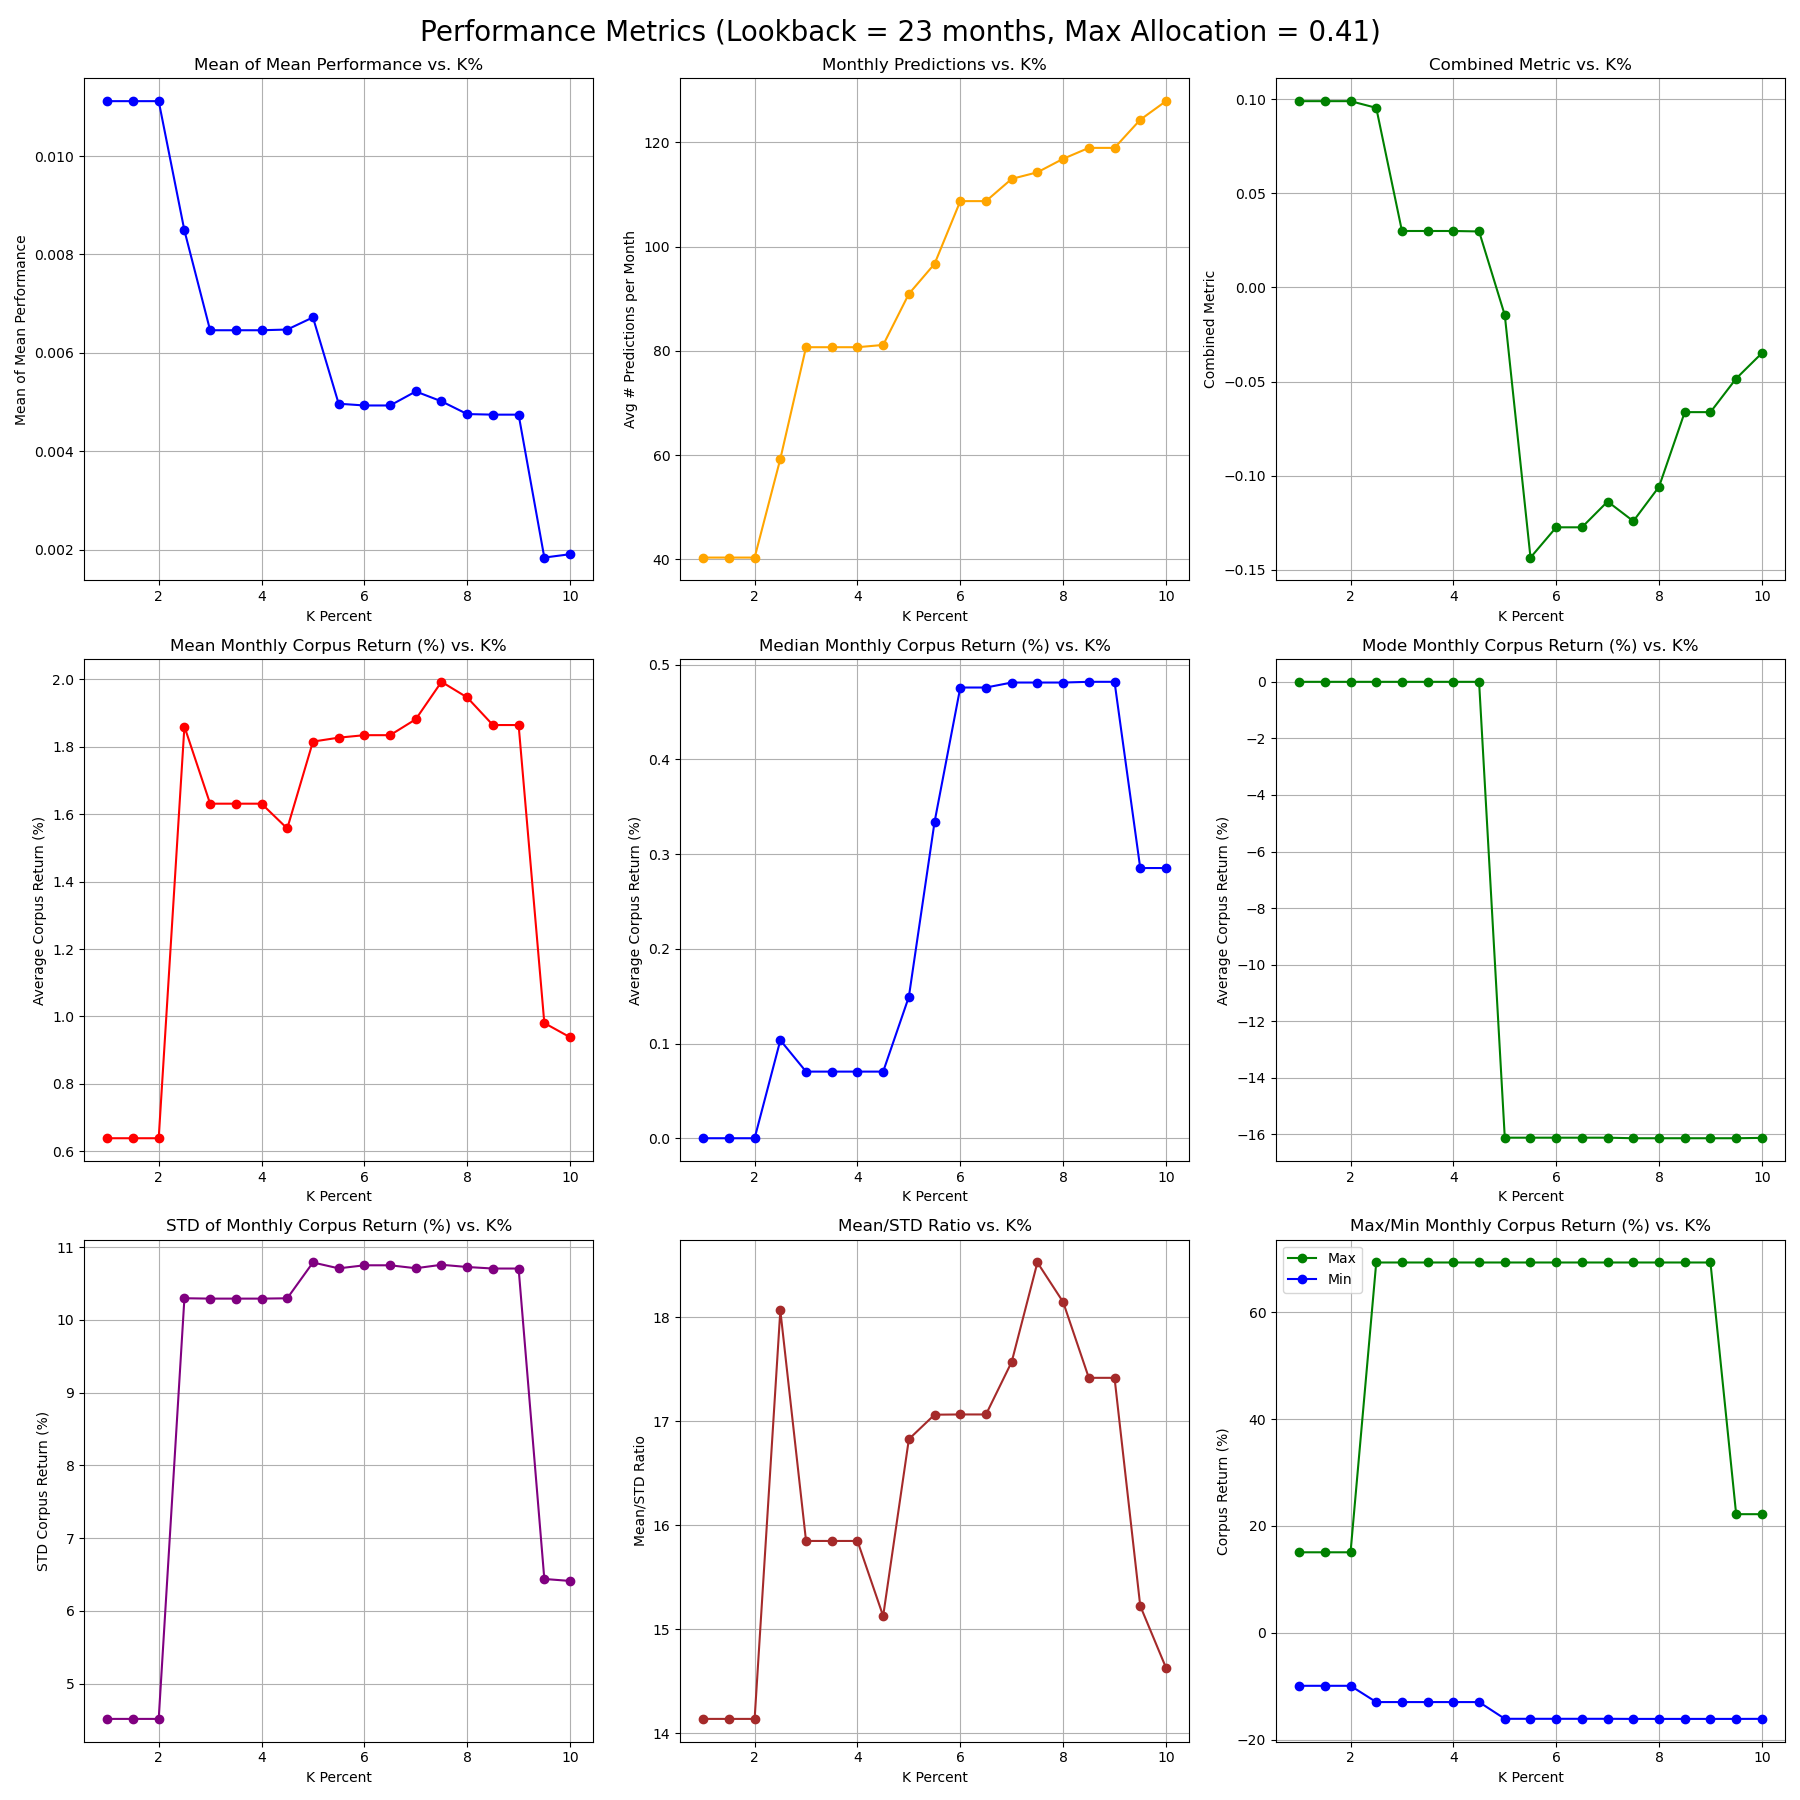 Performance Metrics (Lookback = 23 months, Max Allocation = 0.41)
Mean of Mean Performance vs. K%
Mean of Mean Performance
0.010
0.008
0.006
0.004
0.002
2 4 6 8 10
K Percent
Monthly Predictions vs. K%
Avg # Predictions per Month
120
100
80
60
40
2 4 6 8 10
K Percent
Combined Metric vs. K%
Combined Metric
0.10
0.05
0.00
−0.05
−0.10
−0.15
2 4 6 8 10
K Percent
Mean Monthly Corpus Return (%) vs. K%
Average Corpus Return (%)
2.0
1.8
1.6
1.4
1.2
1.0
0.8
0.6
2 4 6 8 10
K Percent
Median Monthly Corpus Return (%) vs. K%
Average Corpus Return (%)
0.5
0.4
0.3
0.2
0.1
0.0
2 4 6 8 10
K Percent
Mode Monthly Corpus Return (%) vs. K%
Average Corpus Return (%)
0
−2
−4
−6
−8
−10
−12
−14
−16
2 4 6 8 10
K Percent
STD of Monthly Corpus Return (%) vs. K%
STD Corpus Return (%)
11
10
9
8
7
6
5
2 4 6 8 10
K Percent
Mean/STD Ratio vs. K%
Mean/STD Ratio
18
17
16
15
14
2 4 6 8 10
K Percent
Max/Min Monthly Corpus Return (%) vs. K%
Max
Min
Corpus Return (%)
60
40
20
0
−20
2 4 6 8 10
K Percent